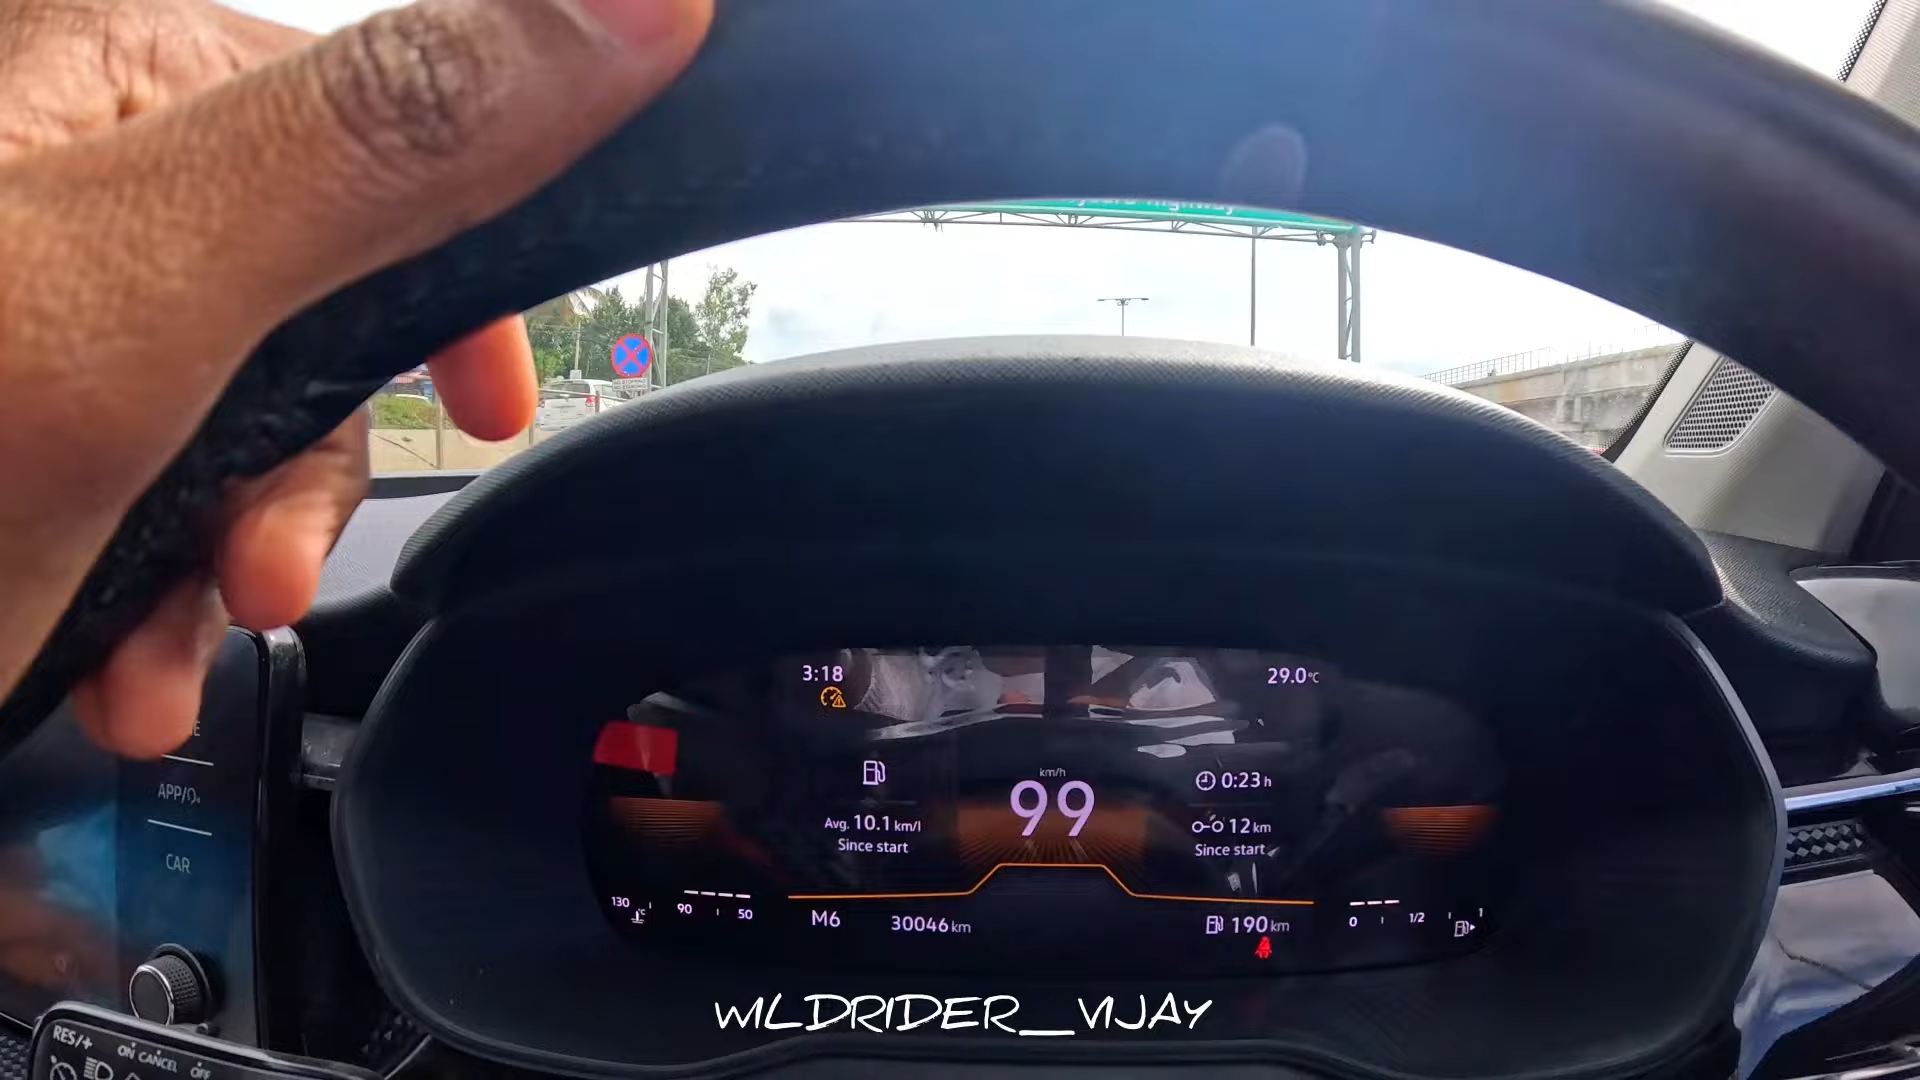 3:18
29.0°C
km/h
99
0:23 h
Avg. 10.1 km/l
Since start
12 km
Since start
130
°C
90
50
M6
30046 km
190 km
0
1/2
1
APP/
CAR
RES/+
ON CANCEL OFF
WILDRIDER_VIJAY